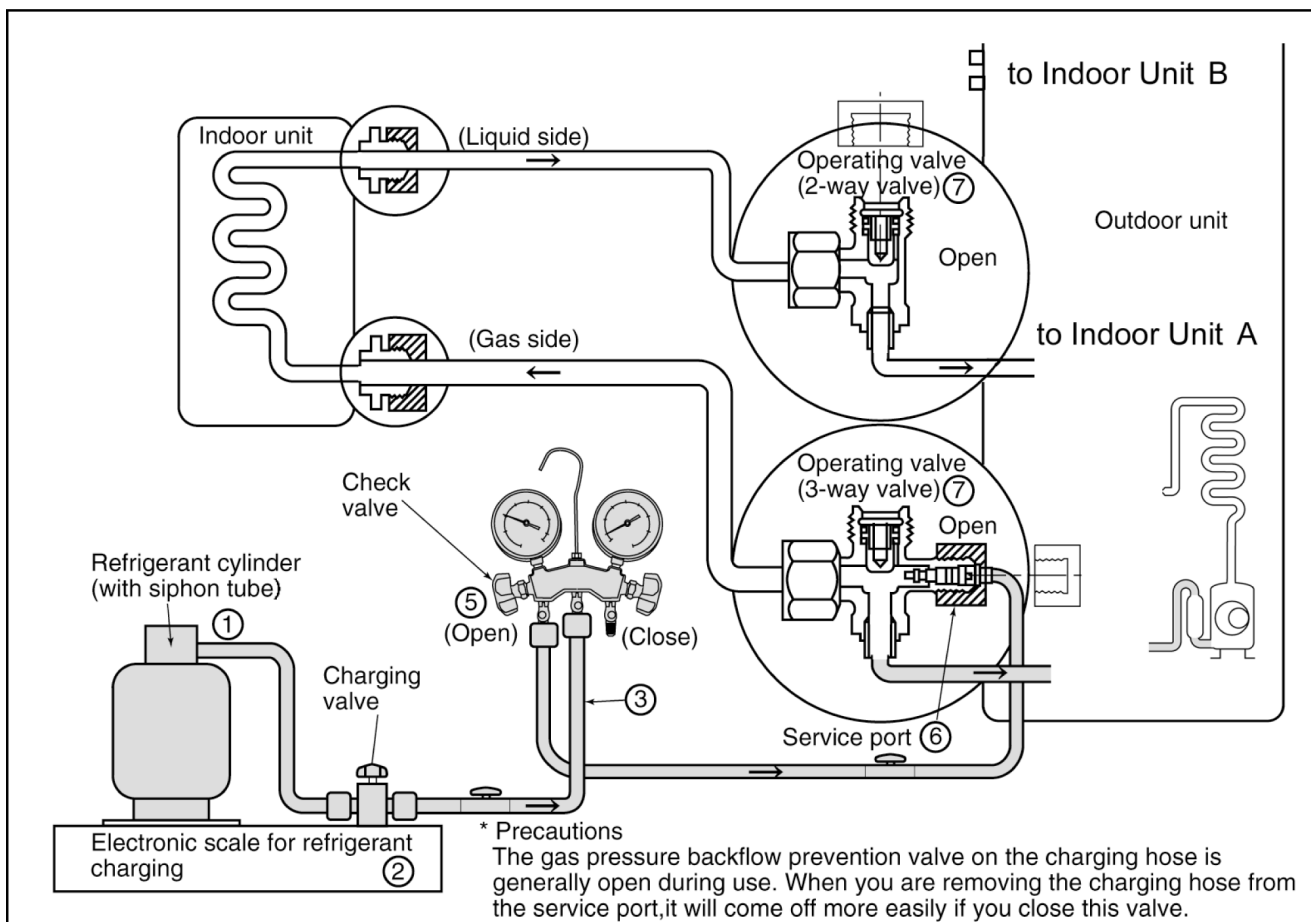 to Indoor Unit B
Indoor unit
(Liquid side)
Operating valve
(2-way valve) 7
Outdoor unit
Open
to Indoor Unit A
(Gas side)
Operating valve
(3-way valve) 7
Open
Check
valve
Refrigerant cylinder
(with siphon tube)
5
(Open)
(Close)
1
Charging
valve
3
Service port 6
Electronic scale for refrigerant
charging 2
* Precautions
The gas pressure backflow prevention valve on the charging hose is
generally open during use. When you are removing the charging hose from
the service port,it will come off more easily if you close this valve.